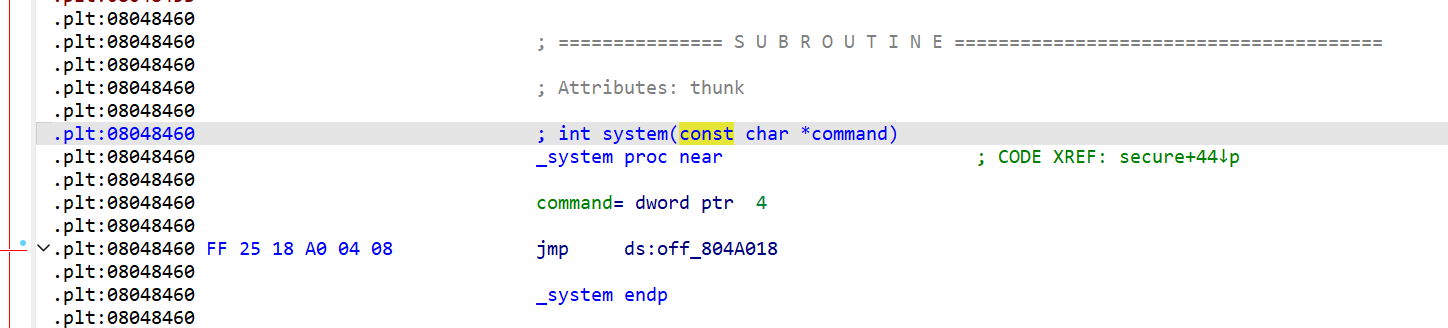 .plt:08048460
.plt:08048460 ; =============== S U B R O U T I N E =======================================
.plt:08048460
.plt:08048460 ; Attributes: thunk
.plt:08048460
.plt:08048460 ; int system(const char *command)
.plt:08048460 _system proc near ; CODE XREF: secure+44↓p
.plt:08048460
.plt:08048460 command= dword ptr 4
.plt:08048460
.plt:08048460 FF 25 18 A0 04 08 jmp ds:off_804A018
.plt:08048460
.plt:08048460 _system endp
.plt:08048460